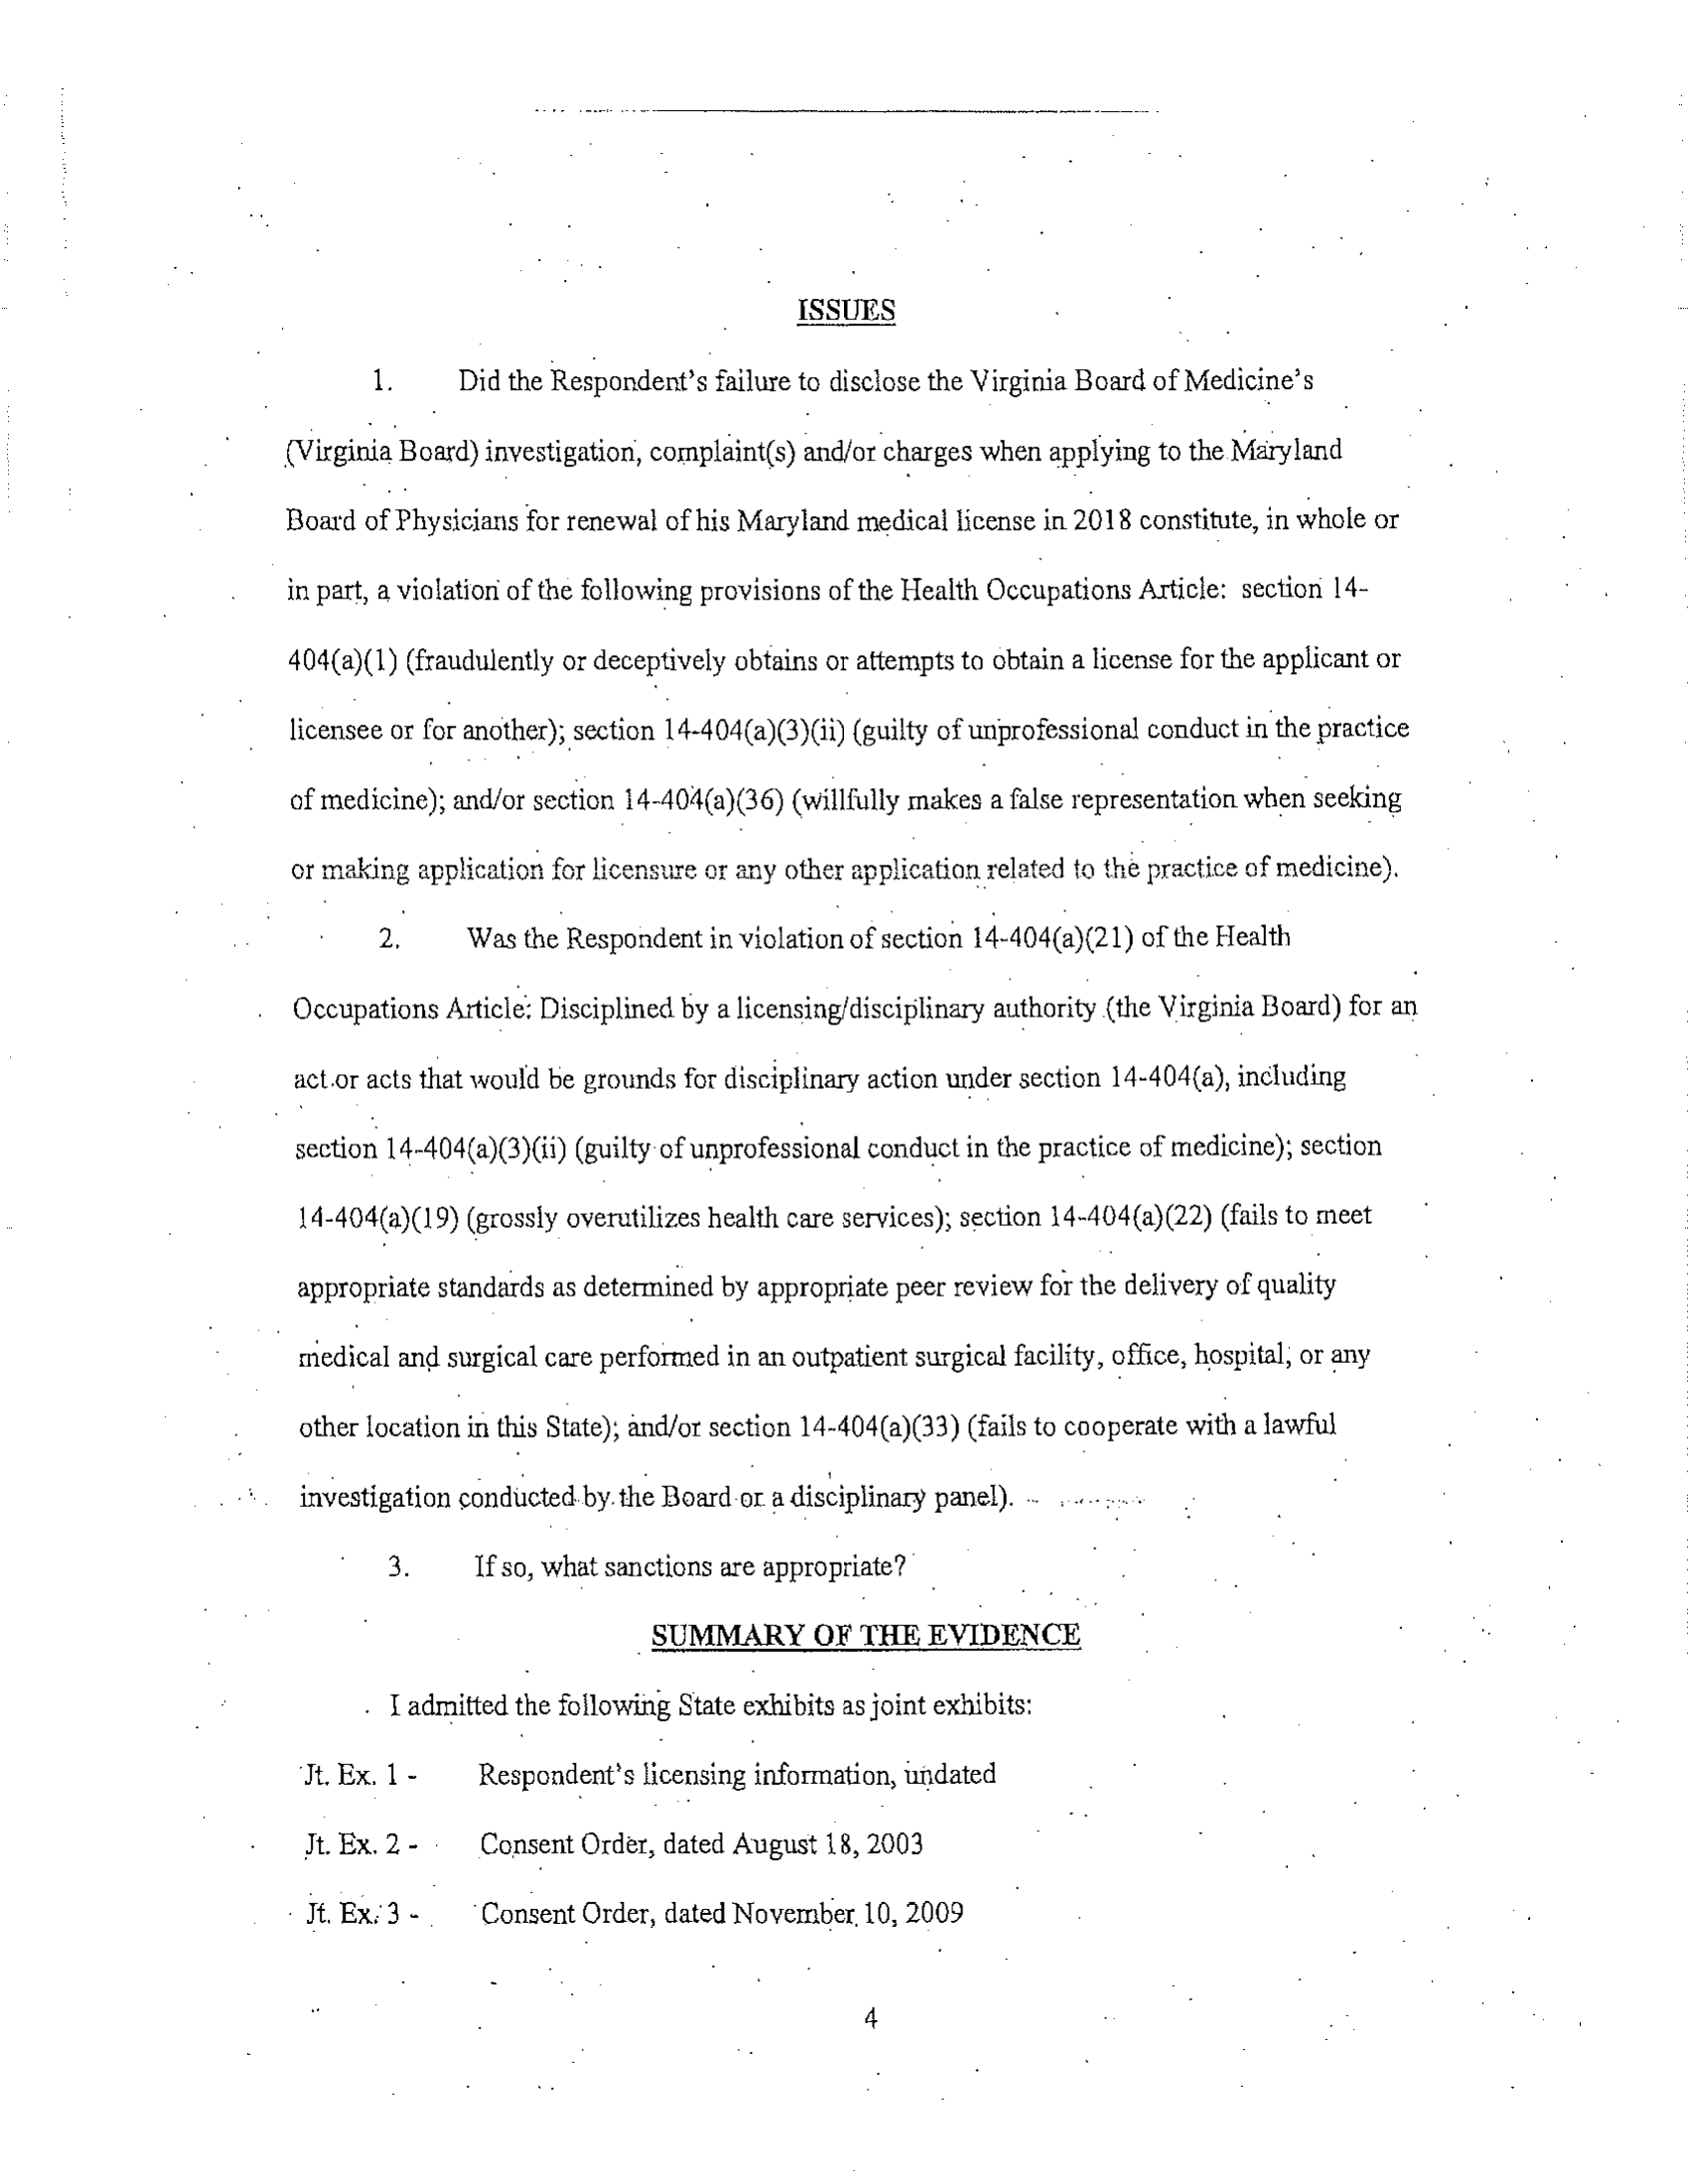 ISSUES
1. Did the Respondent's failure to disclose the Virginia Board of Medicine's
(Virginia Board) investigation, complaint(s) and/or charges when applying to the Maryland
Board of Physicians for renewal of his Maryland medical license in 2018 constitute, in whole or
in part, a violation of the following provisions of the Health Occupations Article: section 14-
404(a)(1) (fraudulently or deceptively obtains or attempts to obtain a license for the applicant or
licensee or for another); section 14-404(a)(3)(ii) (guilty of unprofessional conduct in the practice
of medicine); and/or section 14-404(a)(36) (willfully makes a false representation when seeking
or making application for licensure or any other application related to the practice of medicine).
2. Was the Respondent in violation of section 14-404(a)(21) of the Health
Occupations Article: Disciplined by a licensing/disciplinary authority (the Virginia Board) for an
act or acts that would be grounds for disciplinary action under section 14-404(a), including
section 14-404(a)(3)(ii) (guilty of unprofessional conduct in the practice of medicine); section
14-404(a)(19) (grossly overutilizes health care services); section 14-404(a)(22) (fails to meet
appropriate standards as determined by appropriate peer review for the delivery of quality
medical and surgical care performed in an outpatient surgical facility, office, hospital, or any
other location in this State); and/or section 14-404(a)(33) (fails to cooperate with a lawful
investigation conducted by the Board or a disciplinary panel).
3. If so, what sanctions are appropriate?
SUMMARY OF THE EVIDENCE
I admitted the following State exhibits as joint exhibits:
Jt. Ex. 1 - Respondent's licensing information, undated
Jt. Ex. 2 - Consent Order, dated August 18, 2003
Jt. Ex. 3 - Consent Order, dated November 10, 2009
4